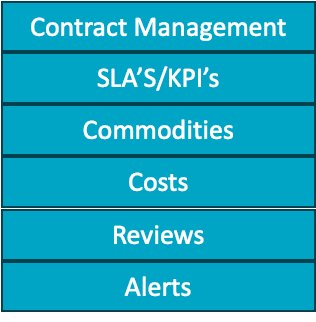 Contract Management
SLA’S/KPI’s
Commodities
Costs
Reviews
Alerts